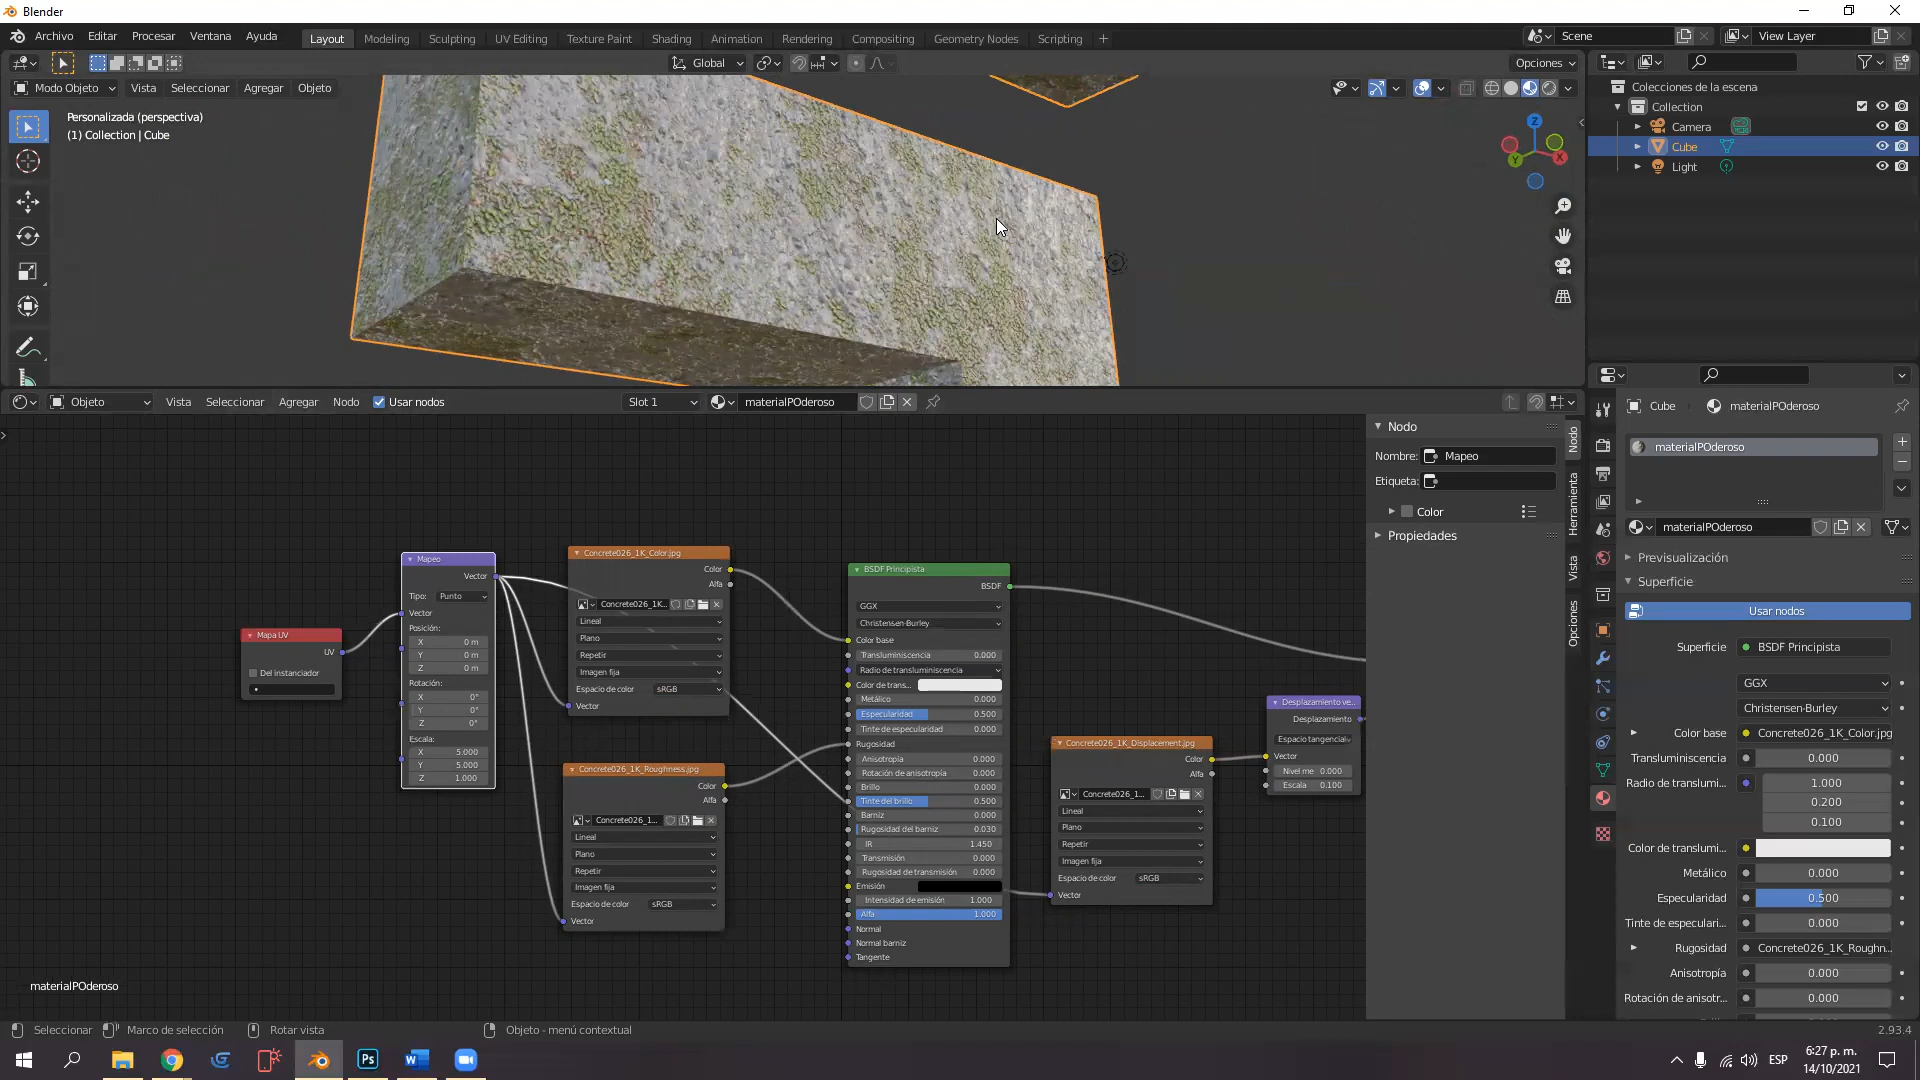 Blender
Archivo Editar Procesar Ventana Ayuda Layout Modeling Sculpting UV Editing Texture Paint Shading Animation Rendering Compositing Geometry Nodes Scripting Scene View Layer
Global Opciones
Modo Objeto Vista Seleccionar Agregar Objeto
Personalizada (perspectiva)
(1) Collection | Cube
Z
Y
X
Colecciones de la escena
Collection
Camera
Cube
Light
Objeto Vista Seleccionar Agregar Nodo Usar nodos Slot 1 materialPOderoso
Mapa UV
UV
Del instanciador
Mapeo
Vector
Tipo: Punto
Vector
Posición:
X 0 m
Y 0 m
Z 0 m
Rotación:
X 0°
Y 0°
Z 0°
Escala:
X 5.000
Y 5.000
Z 1.000
Concrete026_1K_Color.jpg
Color
Alfa
Concrete026_1K...
Lineal
Plano
Repetir
Imagen fija
Espacio de color sRGB
Vector
Concrete026_1K_Roughness.jpg
Color
Alfa
Concrete026_1...
Lineal
Plano
Repetir
Imagen fija
Espacio de color sRGB
Vector
BSDF Principista
BSDF
GGX
Christensen-Burley
Color base
Transluminiscencia 0.000
Radio de transluminiscencia
Color de trans...
Metálico 0.000
Especularidad 0.500
Tinte de especularidad 0.000
Rugosidad
Anisotropía 0.000
Rotación de anisotropía 0.000
Brillo 0.000
Tinte del brillo 0.500
Barniz 0.000
Rugosidad del barniz 0.030
IR 1.450
Transmisión 0.000
Rugosidad de transmisión 0.000
Emisión
Intensidad de emisión 1.000
Alfa 1.000
Normal
Normal barniz
Tangente
Concrete026_1K_Displacement.jpg
Color
Alfa
Concrete026_1...
Lineal
Plano
Repetir
Imagen fija
Espacio de color sRGB
Vector
Desplazamiento ve...
Desplazamiento
Espacio tangencial
Vector
Nivel me 0.000
Escala 0.100
materialPOderoso
Nodo
Nombre: Mapeo
Etiqueta:
Color
Propiedades
Nodo
Herramienta
Vista
Opciones
Cube materialPOderoso
materialPOderoso
materialPOderoso
Previsualización
Superficie
Usar nodos
Superficie BSDF Principista
GGX
Christensen-Burley
Color base Concrete026_1K_Color.jpg
Transluminiscencia 0.000
Radio de translumi... 1.000
0.200
0.100
Color de translumi...
Metálico 0.000
Especularidad 0.500
Tinte de especulari... 0.000
Rugosidad Concrete026_1K_Roughn...
Anisotropía 0.000
Rotación de anisotr... 0.000
Seleccionar Marco de selección Rotar vista Objeto - menú contextual 2.93.4
Ps
ESP
6:27 p. m.
14/10/2021